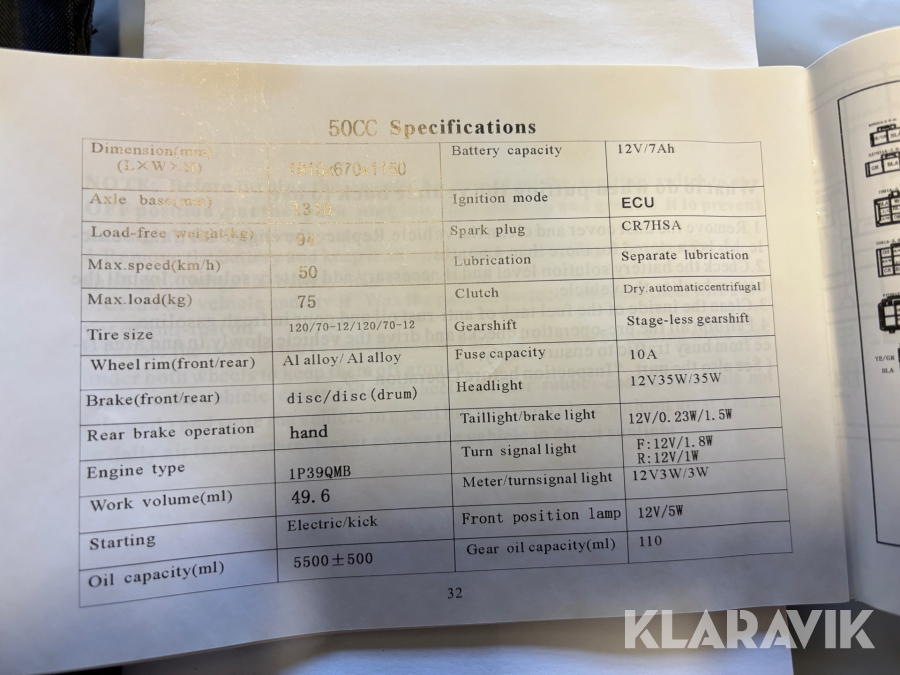 50CC Specifications
Dimension(mm)
(L×W×H) 1810x670x1150
Axle base(mm)
Load-free weight(kg) 94
Max.speed(km/h) 50
Max.load(kg) 75
Tire size 120/70-12/120/70-12
Wheel rim(front/rear) Al alloy/Al alloy
Brake(front/rear) disc/disc(drum)
Rear brake operation hand
Engine type 1P39QMB
Work volume(ml) 49.6
Starting Electric/kick
Oil capacity(ml) 5500±500
Battery capacity 12V/7Ah
Ignition mode ECU
Spark plug CR7HSA
Lubrication Separate lubrication
Clutch Dry.automaticcentrifugal
Gearshift Stage-less gearshift
Fuse capacity 10A
Headlight 12V35W/35W
Taillight/brake light 12V/0.23W/1.5W
Turn signal light F:12V/1.8W
R:12V/1W
Meter/turnsignal light 12V3W/3W
Front position lamp 12V/5W
Gear oil capacity(ml) 110
32
YE/GR
BLA
KLARAVIK